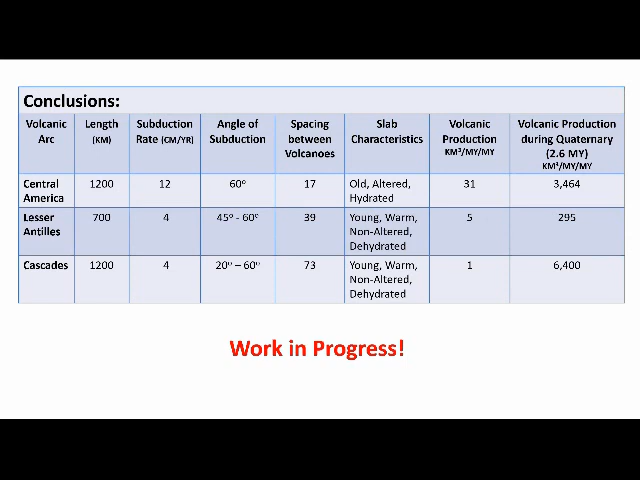 Conclusions:
Volcanic Arc
Length (KM)
Subduction Rate (CM/YR)
Angle of Subduction
Spacing between Volcanoes
Slab Characteristics
Volcanic Production KM³/MY/MY
Volcanic Production during Quaternary (2.6 MY) KM³/MY/MY
Central America
1200
12
60°
17
Old, Altered, Hydrated
31
3,464
Lesser Antilles
700
4
45° - 60°
39
Young, Warm, Non-Altered, Dehydrated
5
295
Cascades
1200
4
20° – 60°
73
Young, Warm, Non-Altered, Dehydrated
1
6,400
Work in Progress!